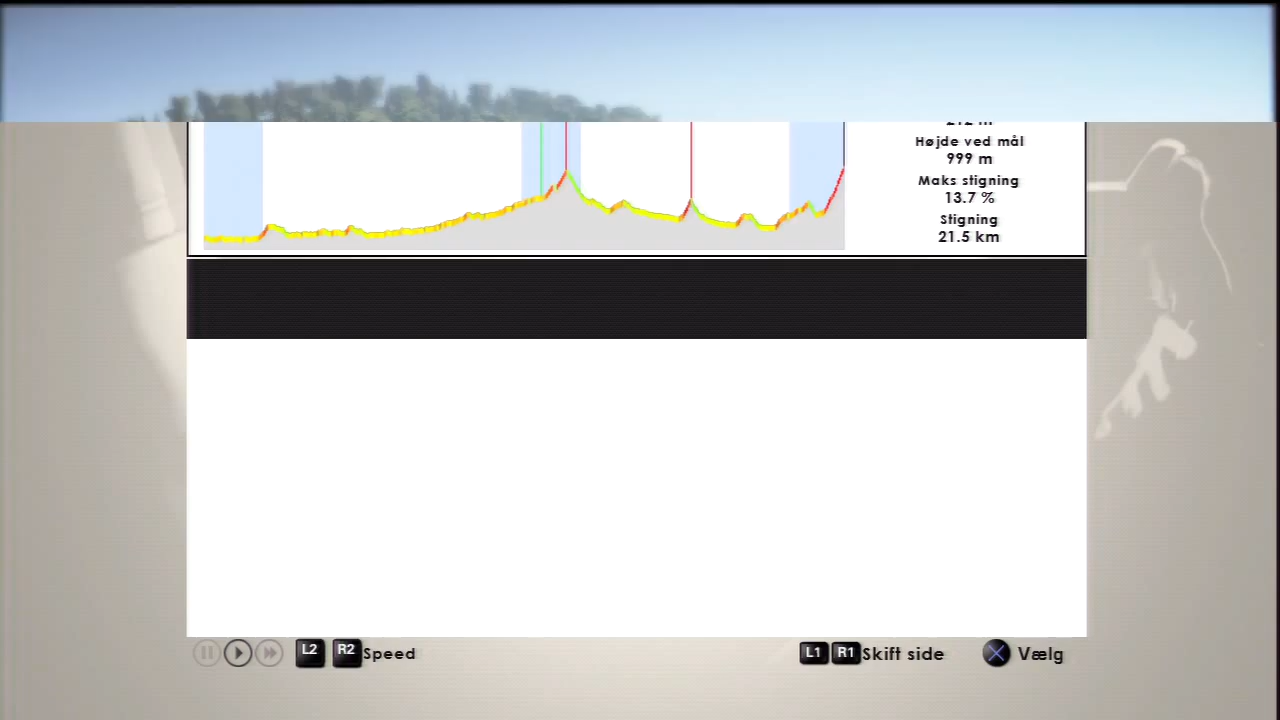 Højde ved mål
999 m
Maks stigning
13.7 %
Stigning
21.5 km
L2 R2 Speed
L1 R1 Skift side
Vælg